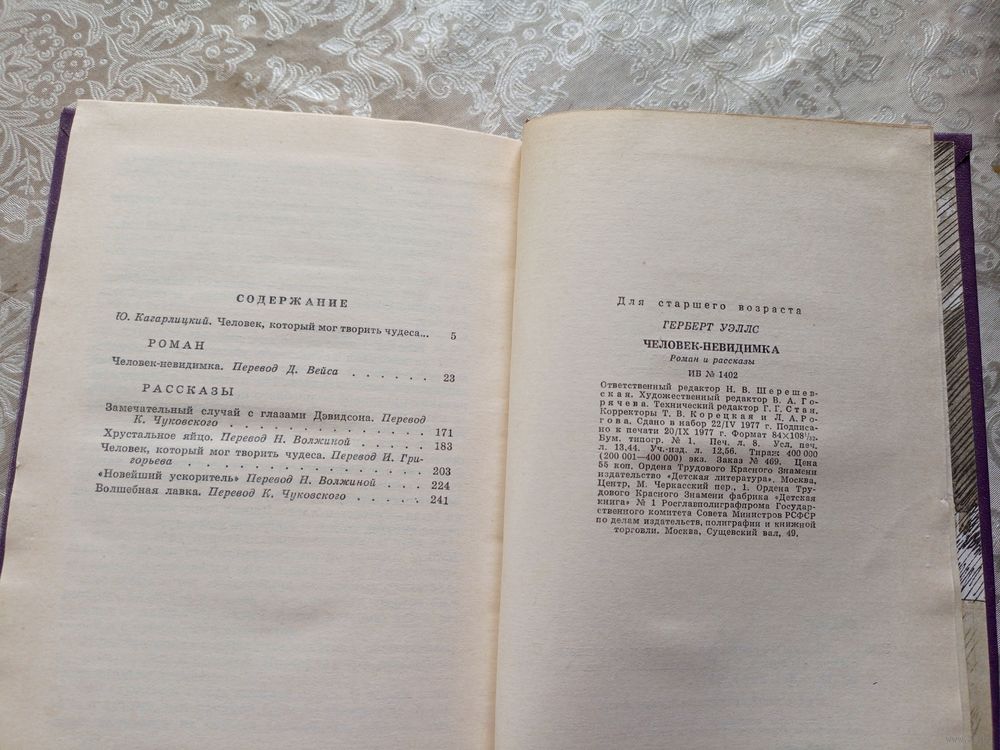 СОДЕРЖАНИЕ
Ю. Кагарлицкий. Человек, который мог творить чудеса... 5
РОМАН
Человек-невидимка. Перевод Д. Вейса . . . . . . 23
РАССКАЗЫ
Замечательный случай с глазами Дэвидсона. Перевод
К. Чуковского . . . . . . . . . . . . . 171
Хрустальное яйцо. Перевод Н. Волжиной . . . . . 183
Человек, который мог творить чудеса. Перевод И. Гри-
горьева . . . . . . . . . . . . . . . 203
«Новейший ускоритель» Перевод Н. Волжиной . . . . 224
Волшебная лавка. Перевод К. Чуковского . . . . . 241
Для старшего возраста
ГЕРБЕРТ УЭЛЛС
ЧЕЛОВЕК-НЕВИДИМКА
Роман и рассказы
ИБ № 1402
Ответственный редактор Н. В. Шерешев-
ская. Художественный редактор В. А. Го-
рячева. Технический редактор Г. Г. Стая.
Корректоры Т. В. Корецкая и Л. А. Ро-
гова. Сдано в набор 22/IV 1977 г. Подписа-
но к печати 20/IX 1977 г. Формат 84×108¹/₃₂.
Бум. типогр. № 1. Печ. л. 8. Усл. печ.
л. 13,44. Уч.-изд. л. 12,56. Тираж 400 000
(200 001—400 000) экз. Заказ № 469. Цена
55 коп. Ордена Трудового Красного Знамени
издательство «Детская литература». Москва,
Центр, М. Черкасский пер., 1. Ордена Тру-
дового Красного Знамени фабрика «Детская
книга» № 1 Росглавполиграфпрома Государ-
ственного комитета Совета Министров РСФСР
по делам издательств, полиграфии и книжной
торговли. Москва, Сущевский вал, 49.